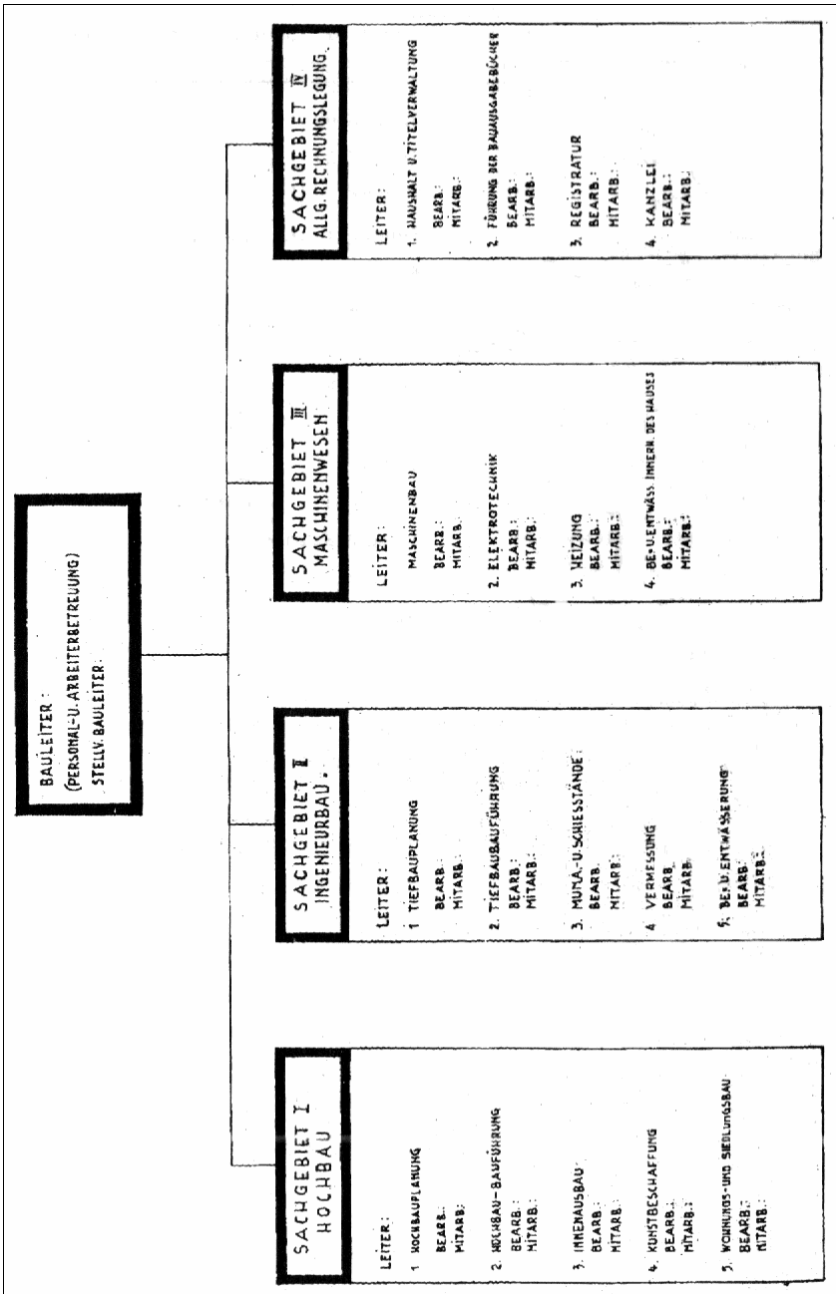 BAULEITER:
(PERSONAL-U. ARBEITERBETREUUNG)
STELLV. BAULEITER:
SACHGEBIET I
HOCHBAU
LEITER:
1 HOCHBAUPLANUNG
BEARB.:
MITARB:
2. HOCHBAU-BAUFÜHRUNG
BEARB.:
MITARB.:
3. INNENAUSBAU
BEARB.:
MITARB.:
4. KUNSTBESCHAFFUNG
BEARB.:
MITARB.:
5. WOHNUNGS-UND SIEDLUNGSBAU
BEARB.:
MITARB.:
SACHGEBIET II
INGENIEURBAU.
LEITER:
1 TIEFBAUPLANUNG
BEARB.:
MITARB.:
2. TIEFBAUBAUFÜHRUNG
BEARB.:
MITARB.:
3. MUNA.-U. SCHIESSTÄNDE:
BEARB.
MITARB:
4 VERMESSUNG
BEARB.
MITARB.
5. BE-U. ENTWÄSSERUNG
BEARB:
MITARB.:
SACHGEBIET III
MASCHINENWESEN
LEITER:
MASCHINENBAU
BEARB.:
MITARB.:
2. ELEKTROTECHNIK
BEARB.:
MITARB.:
3. HEIZUNG
BEARB.:
MITARB.:
4. BE-U. ENTWÄSS. INNERH. DES HAUSES
BEARB.:
MITARB.:
SACHGEBIET IV
ALLG. RECHNUNGSLEGUNG.
LEITER:
1. HAUSHALT U. TITELVERWALTUNG
BEARB.:
MITARB.:
2. FÜHRUNG DER BAUAUSGABEBÜCHER
BEARB.:
MITARB.:
3. REGISTRATUR
BEARB.:
MITARB.:
4. KANZLEI
BEARB.:
MITARB.: